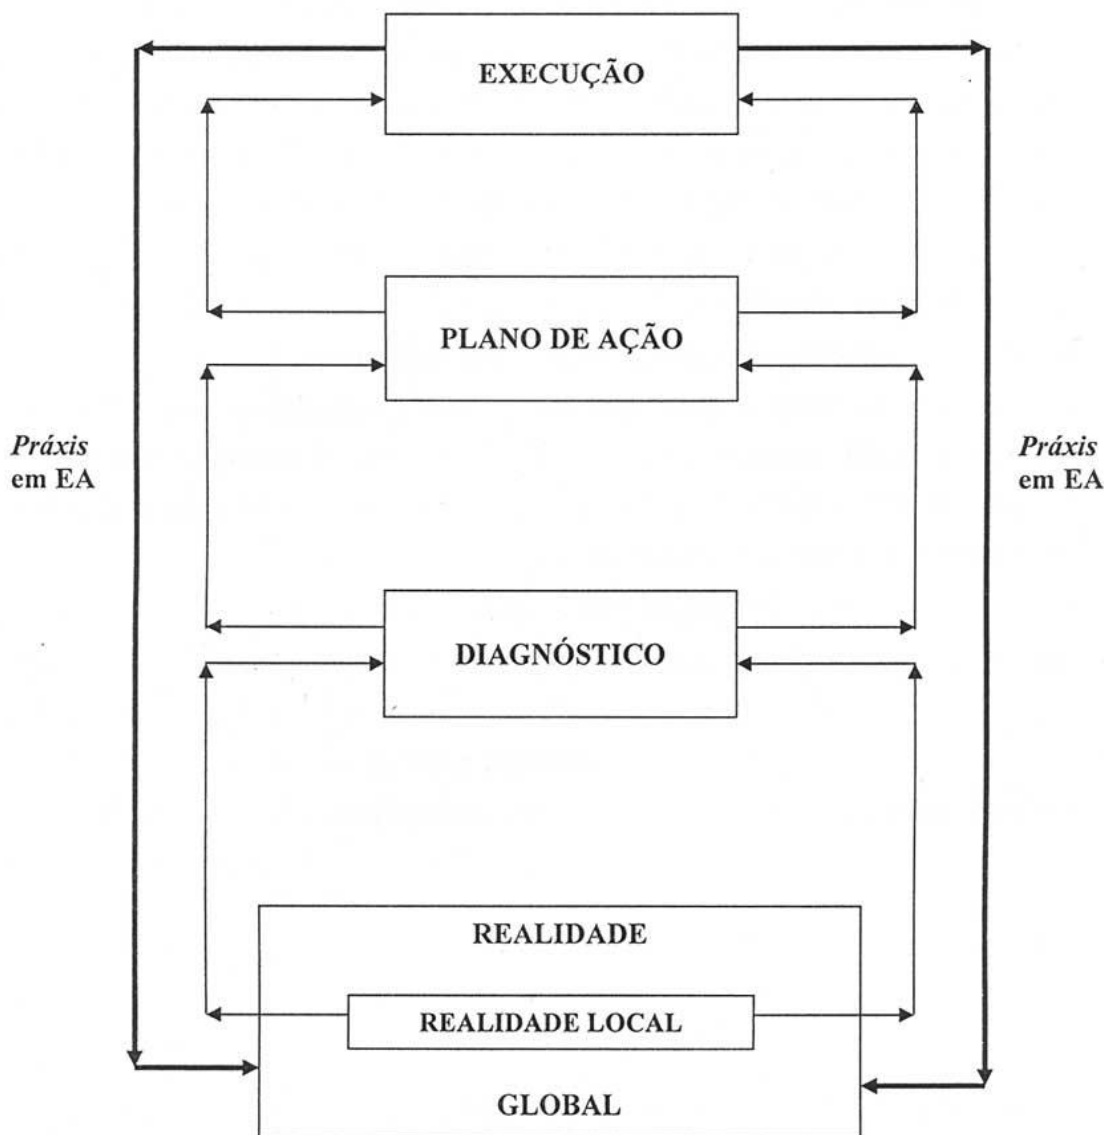 EXECUÇÃO
PLANO DE AÇÃO
Práxis
em EA
Práxis
em EA
DIAGNÓSTICO
REALIDADE
REALIDADE LOCAL
GLOBAL